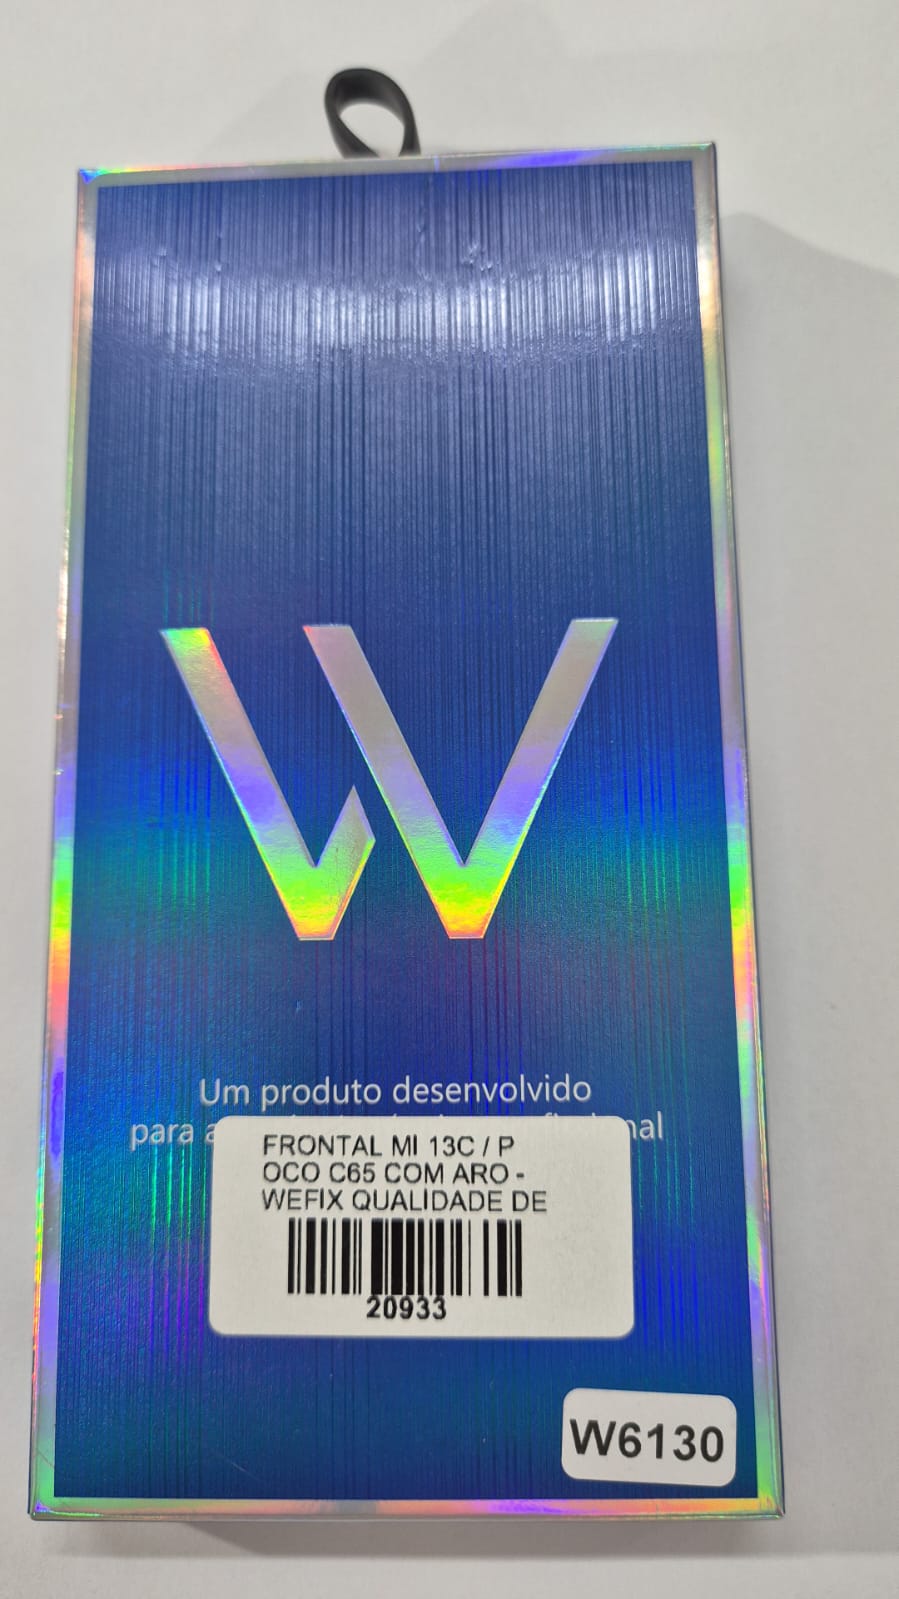 W
Um produto desenvolvido
para
FRONTAL MI 13C / P
OCO C65 COM ARO -
WEFIX QUALIDADE DE
20933
W6130